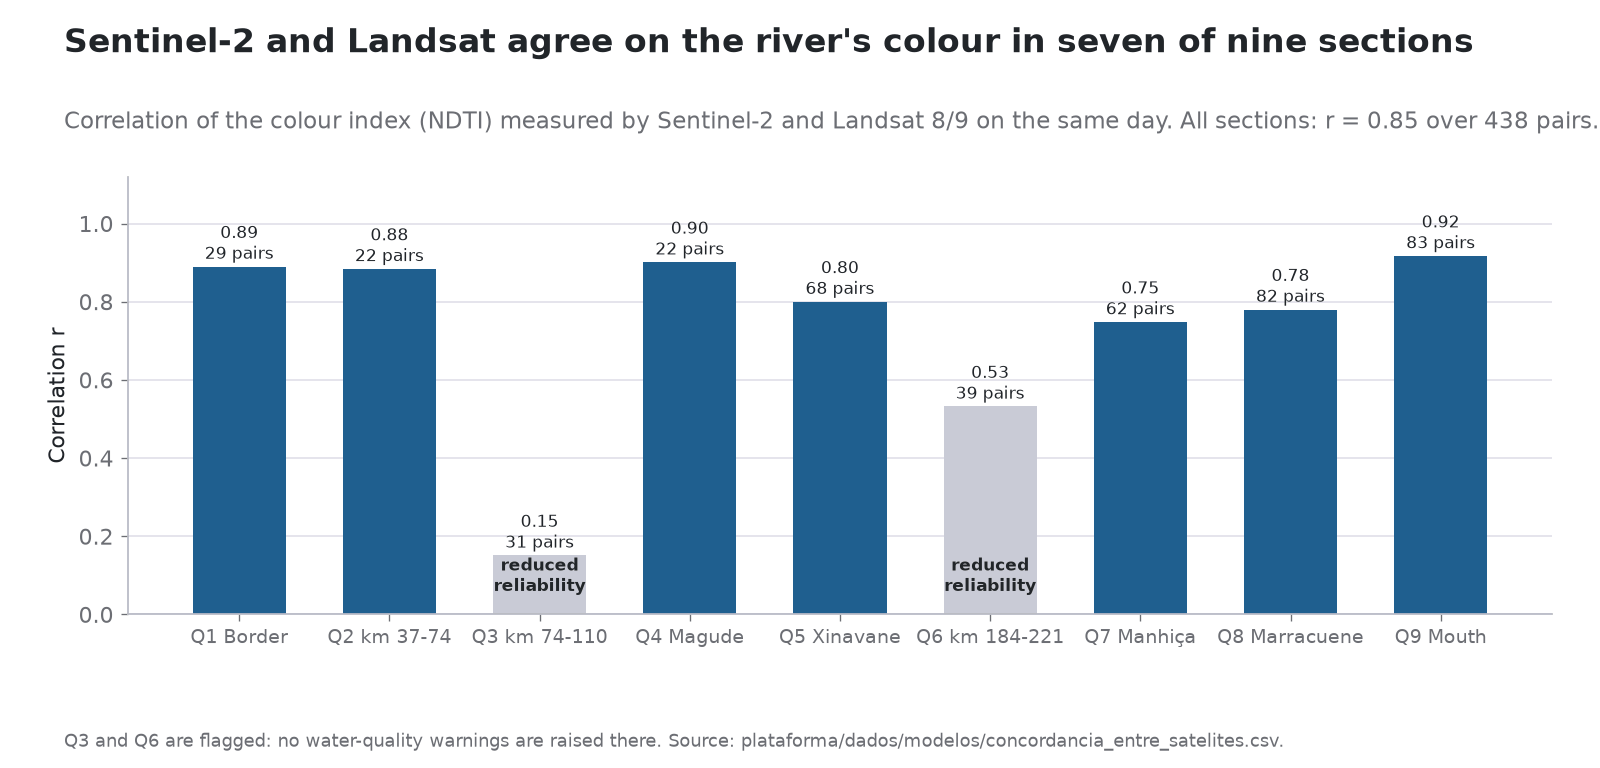 Sentinel-2 and Landsat agree on the river's colour in seven of nine sections
Correlation of the colour index (NDTI) measured by Sentinel-2 and Landsat 8/9 on the same day. All sections: r = 0.85 over 438 pairs.
Correlation r
1.0
0.8
0.6
0.4
0.2
0.0
0.89
29 pairs
0.88
22 pairs
0.15
31 pairs
reduced
reliability
0.90
22 pairs
0.80
68 pairs
0.53
39 pairs
reduced
reliability
0.75
62 pairs
0.78
82 pairs
0.92
83 pairs
Q1 Border
Q2 km 37-74
Q3 km 74-110
Q4 Magude
Q5 Xinavane
Q6 km 184-221
Q7 Manhiça
Q8 Marracuene
Q9 Mouth
Q3 and Q6 are flagged: no water-quality warnings are raised there. Source: plataforma/dados/modelos/concordancia_entre_satelites.csv.